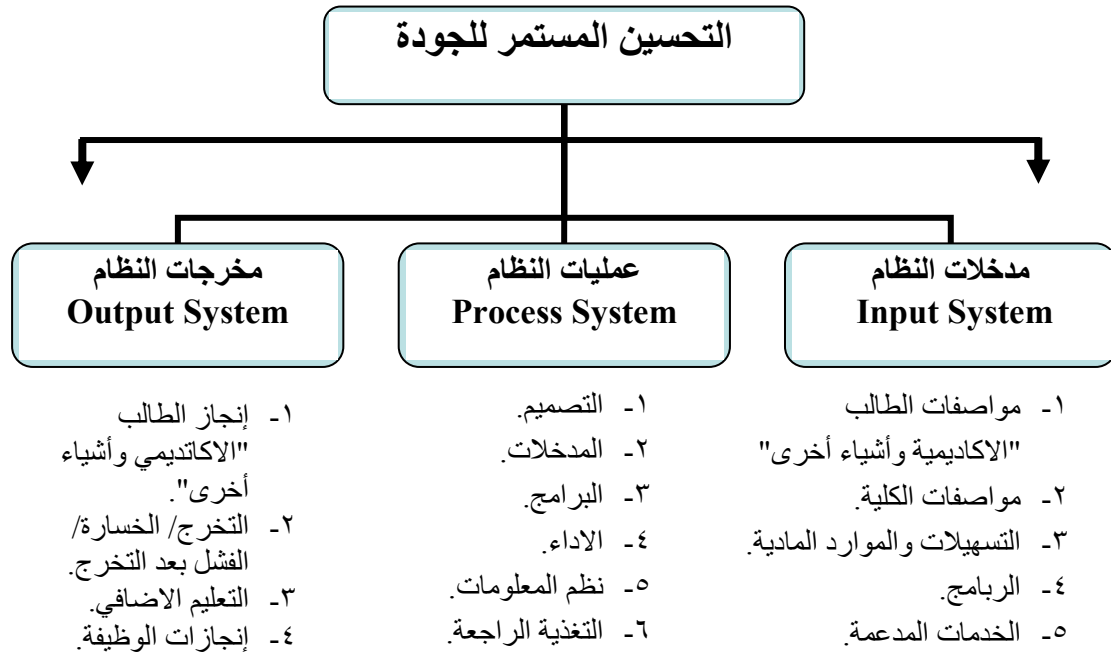 التحسين المستمر للجودة
مدخلات النظام
Input System
عمليات النظام
Process System
مخرجات النظام
Output System
١- مواصفات الطالب
"الاكاديمية وأشياء أخرى"
٢- مواصفات الكلية.
٣- التسهيلات والموارد المادية.
٤- الربامج.
٥- الخدمات المدعمة.
١- التصميم.
٢- المدخلات.
٣- البرامج.
٤- الاداء.
٥- نظم المعلومات.
٦- التغذية الراجعة.
١- إنجاز الطالب
"الاكاتديمي وأشياء
أخرى".
٢- التخرج/ الخسارة/
الفشل بعد التخرج.
٣- التعليم الاضافي.
٤- إنجازات الوظيفة.